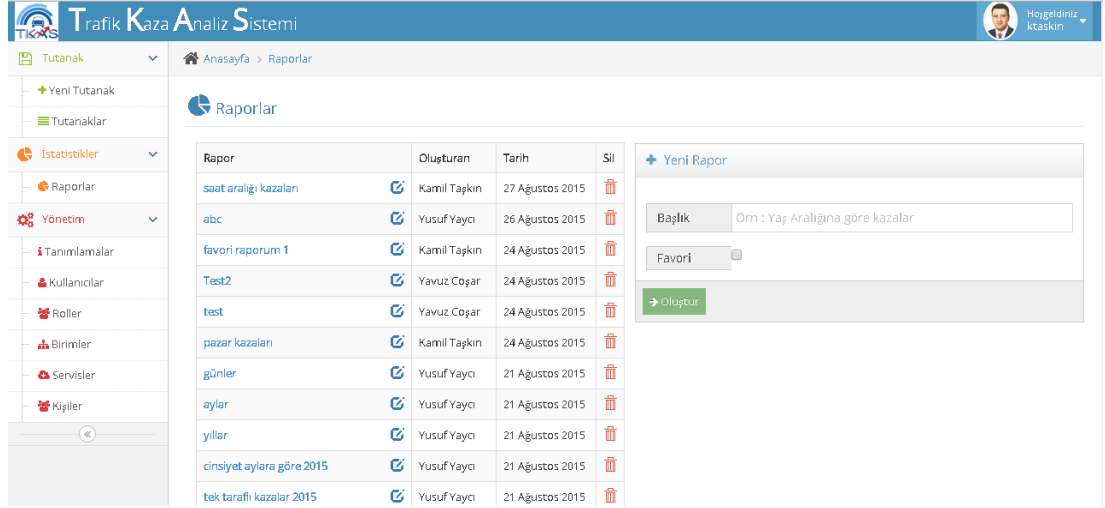 TKAS
Trafik Kaza Analiz Sistemi
Hoşgeldiniz
ktaskin
Tutanak
Yeni Tutanak
Tutanaklar
İstatistikler
Raporlar
Yönetim
Tanımlamalar
Kullanıcılar
Roller
Birimler
Servisler
Kişiler
Anasayfa > Raporlar
Raporlar
Rapor Oluşturan Tarih Sil
saat aralığı kazaları Kamil Taşkın 27 Ağustos 2015
abc Yusuf Yaycı 26 Ağustos 2015
favori raporum 1 Kamil Taşkın 24 Ağustos 2015
Test2 Yavuz Coşar 24 Ağustos 2015
test Yavuz Coşar 24 Ağustos 2015
pazar kazaları Kamil Taşkın 24 Ağustos 2015
günler Yusuf Yaycı 21 Ağustos 2015
aylar Yusuf Yaycı 21 Ağustos 2015
yıllar Yusuf Yaycı 21 Ağustos 2015
cinsiyet aylara göre 2015 Yusuf Yaycı 21 Ağustos 2015
tek taraflı kazalar 2015 Yusuf Yaycı 21 Ağustos 2015
Yeni Rapor
Başlık Örn : Yaş Aralığına göre kazalar
Favori
Oluştur